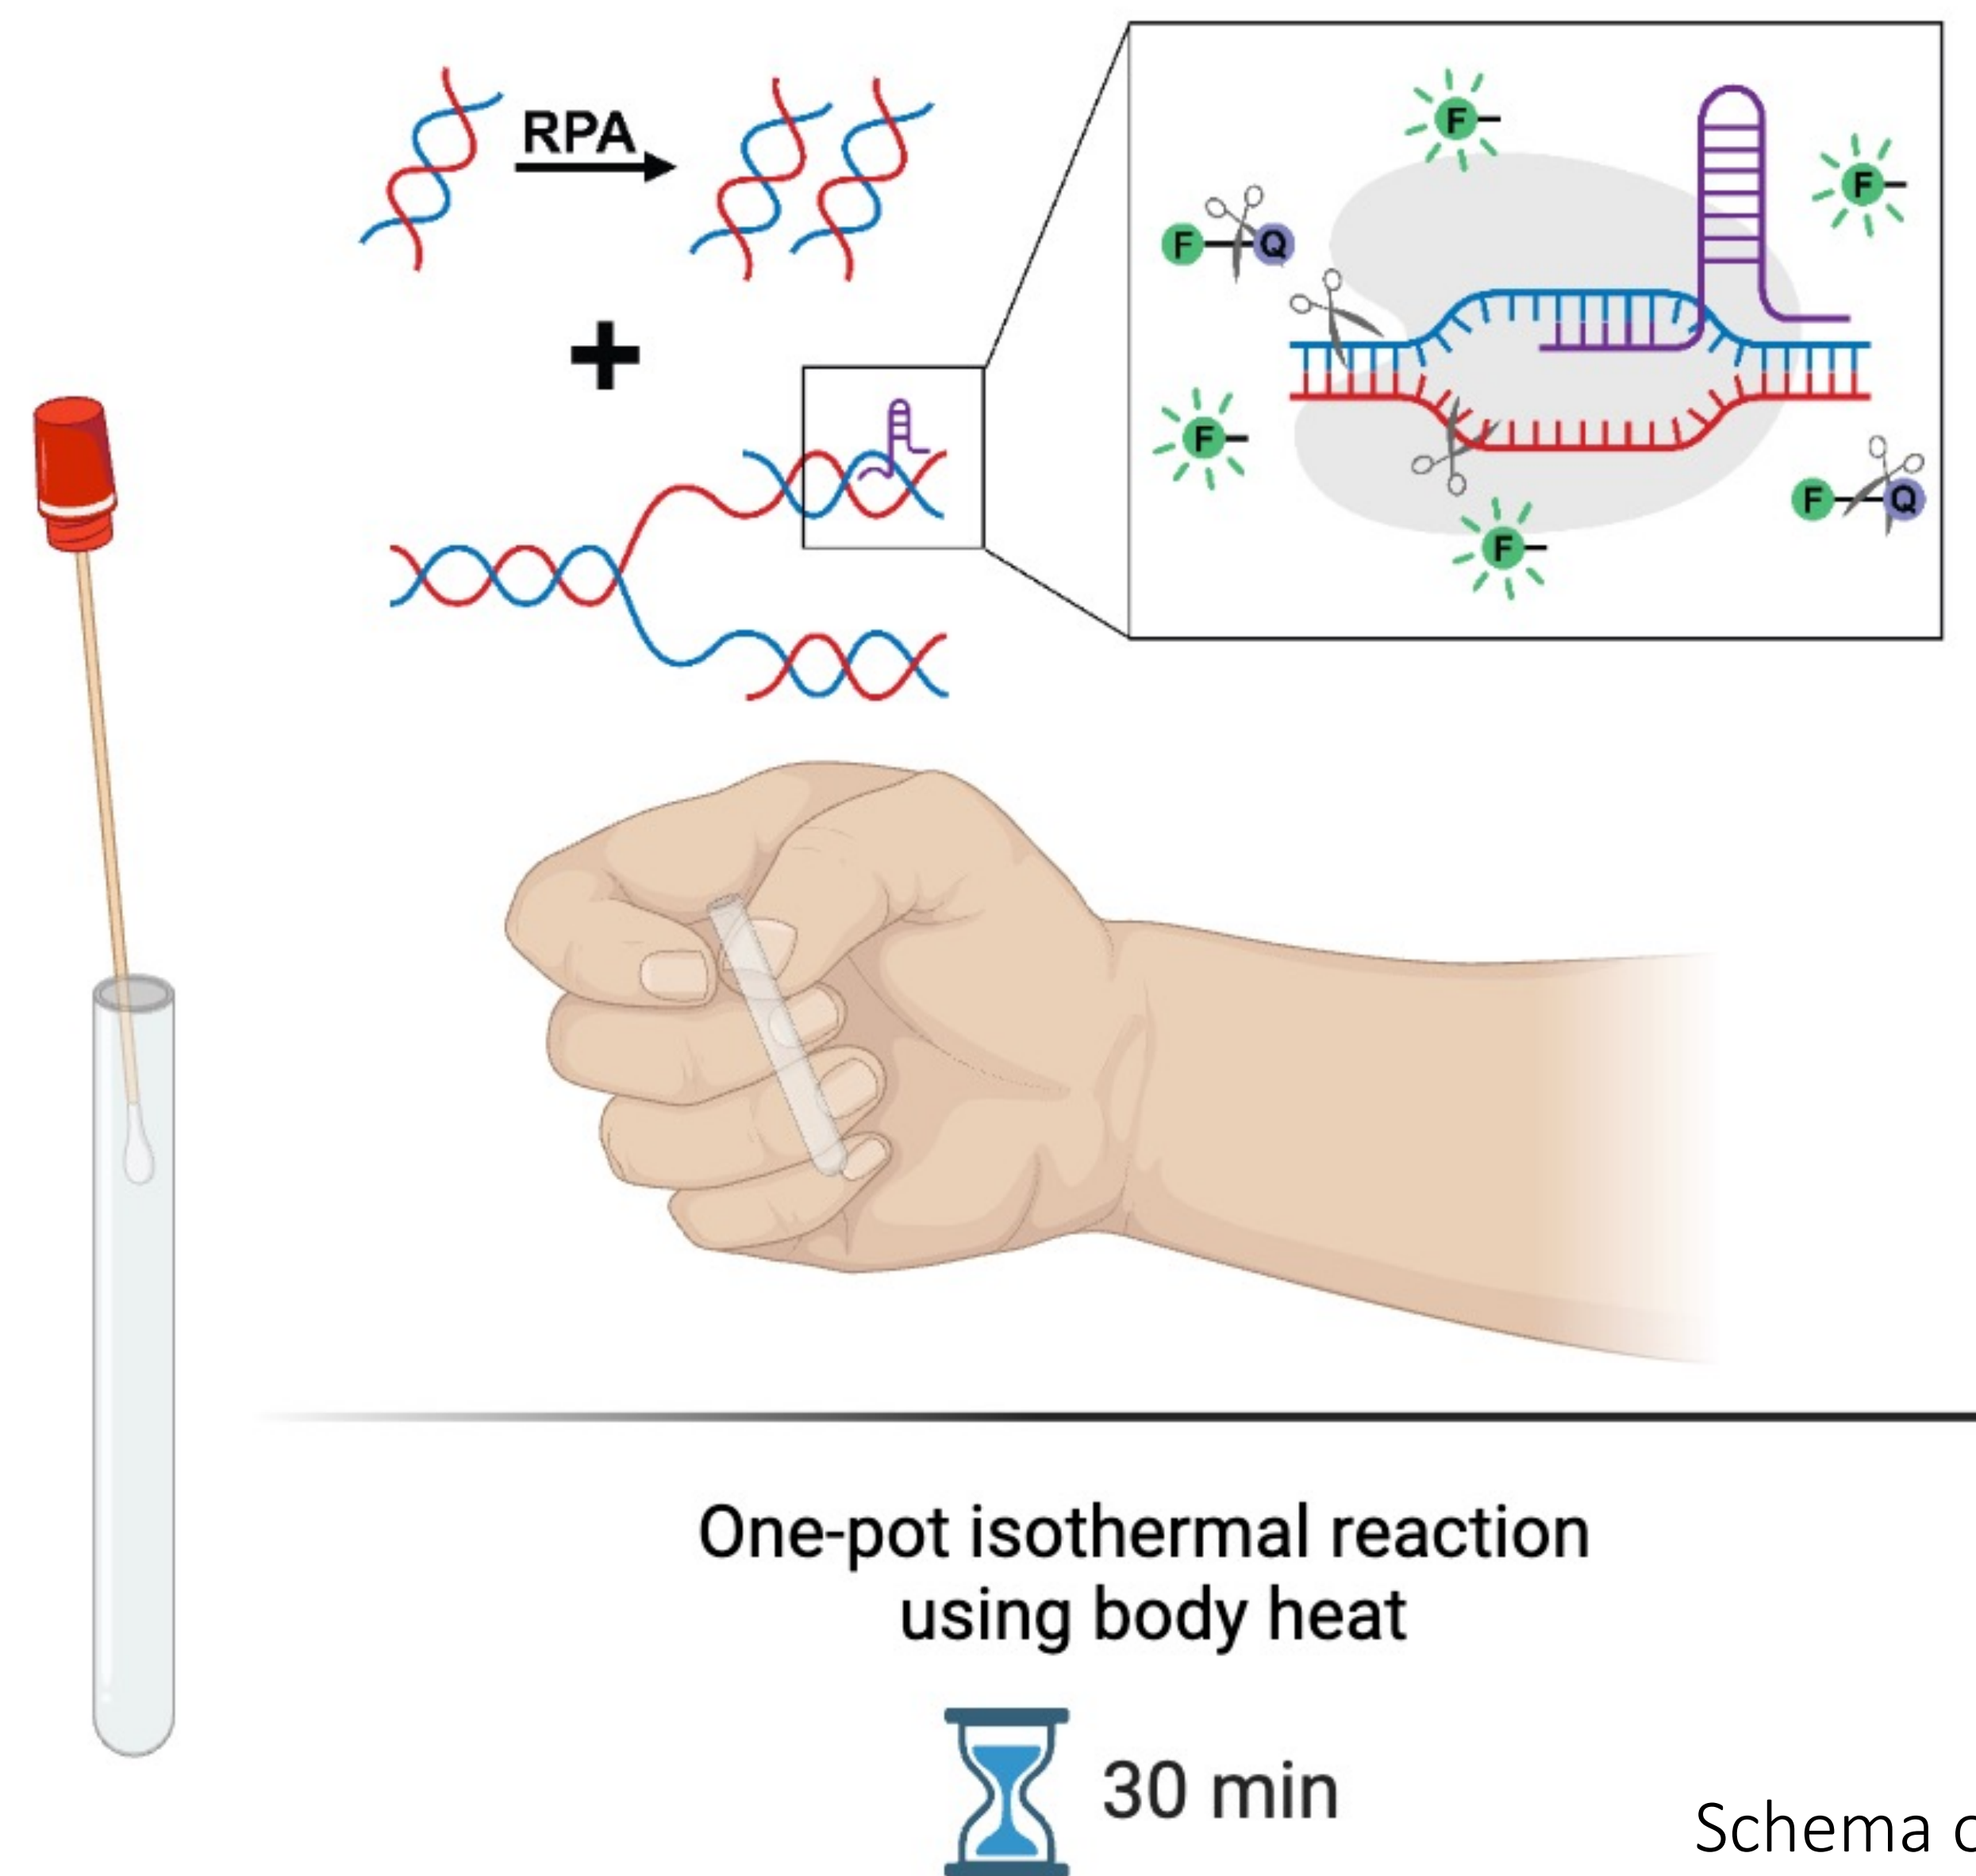 RPA
F
F
F Q
F
F Q
F
One-pot isothermal reaction
using body heat
30 min
Schema